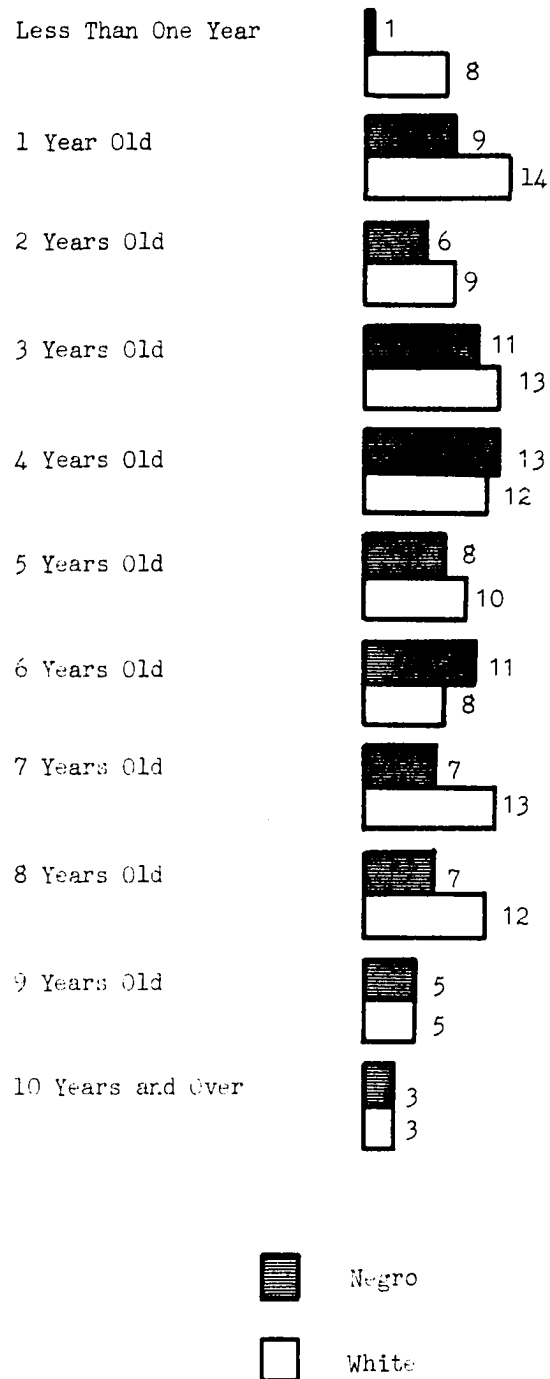 Less Than One Year 1
8
1 Year Old 9
14
2 Years Old 6
9
3 Years Old 11
13
4 Years Old 13
12
5 Years Old 8
10
6 Years Old 11
8
7 Years Old 7
13
8 Years Old 7
12
9 Years Old 5
5
10 Years and Over 3
3
Negro
White